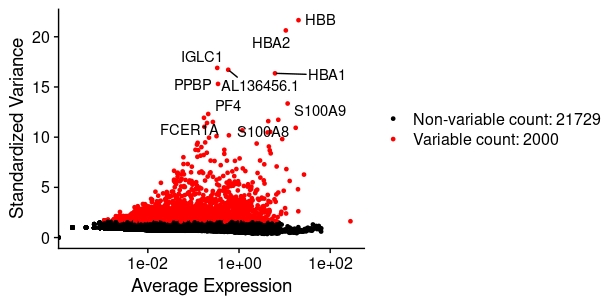 HBB
20
HBA2
IGLC1
HBA1
15
PPBP
AL136456.1
PF4
S100A9
FCER1A
S100A8
10
5
0
Standardized Variance
1e-02
1e+00
1e+02
Average Expression
Non-variable count: 21729
Variable count: 2000